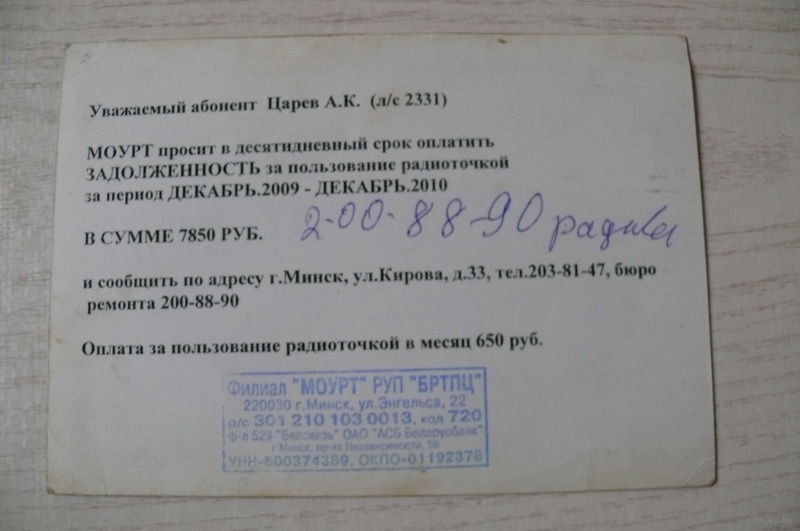 Уважаемый абонент Царев А.К. (л/с 2331)
МОУРТ просит в десятидневный срок оплатить
ЗАДОЛЖЕННОСТЬ за пользование радиоточкой
за период ДЕКАБРЬ.2009 - ДЕКАБРЬ.2010
В СУММЕ 7850 РУБ.
2-00-88-90
и сообщить по адресу г.Минск, ул.Кирова, д.33, тел.203-81-47, бюро
ремонта 200-88-90
Оплата за пользование радиоточкой в месяц 650 руб.
Филиал "МОУРТ" РУП "БРТПЦ"
220030 г.Минск, ул.Энгельса, 22
р/с 301 210 103 0013, код 720
ф-л 529 "Белсвязь" ОАО "АСБ Беларусбанк"
г.Минск, пр-кт Независимости, 56
УНН-600374389, ОКПО-01192378
ay.by